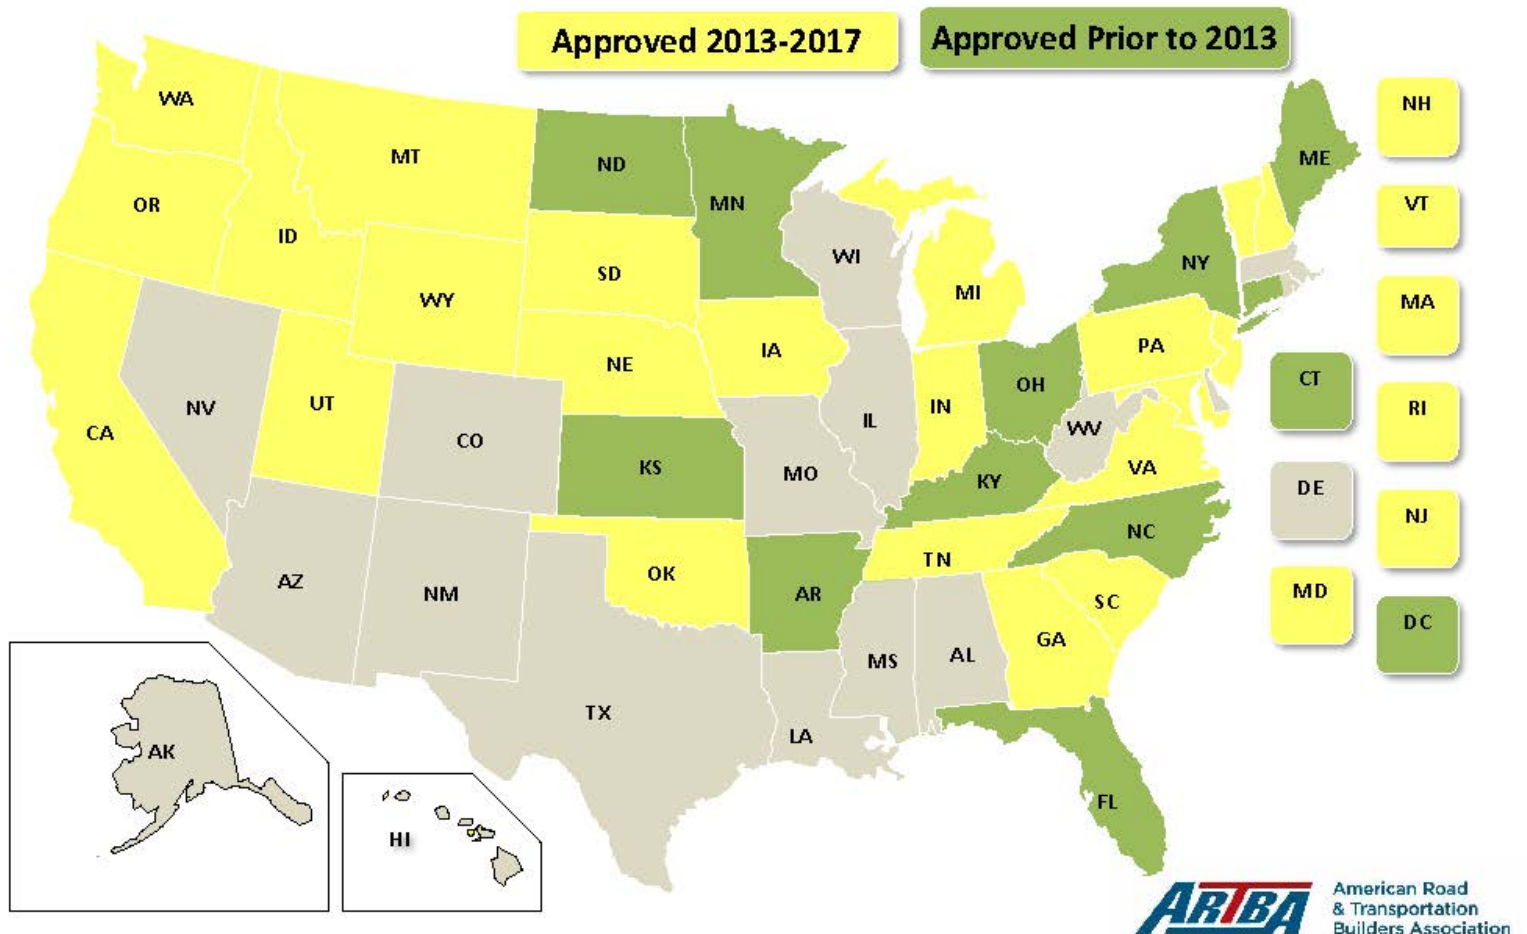 Approved 2013-2017
Approved Prior to 2013
WA
MT
ND
MN
ME
NH
OR
ID
SD
WI
NY
VT
WY
MI
MA
NE
IA
PA
NV
UT
OH
CT
CA
CO
KS
MO
IL
IN
WV
RI
KY
VA
DE
NC
NJ
AZ
NM
OK
AR
TN
SC
MD
DC
TX
MS
AL
GA
LA
AK
HI
FL
ARTBA
American Road
& Transportation
Builders Association